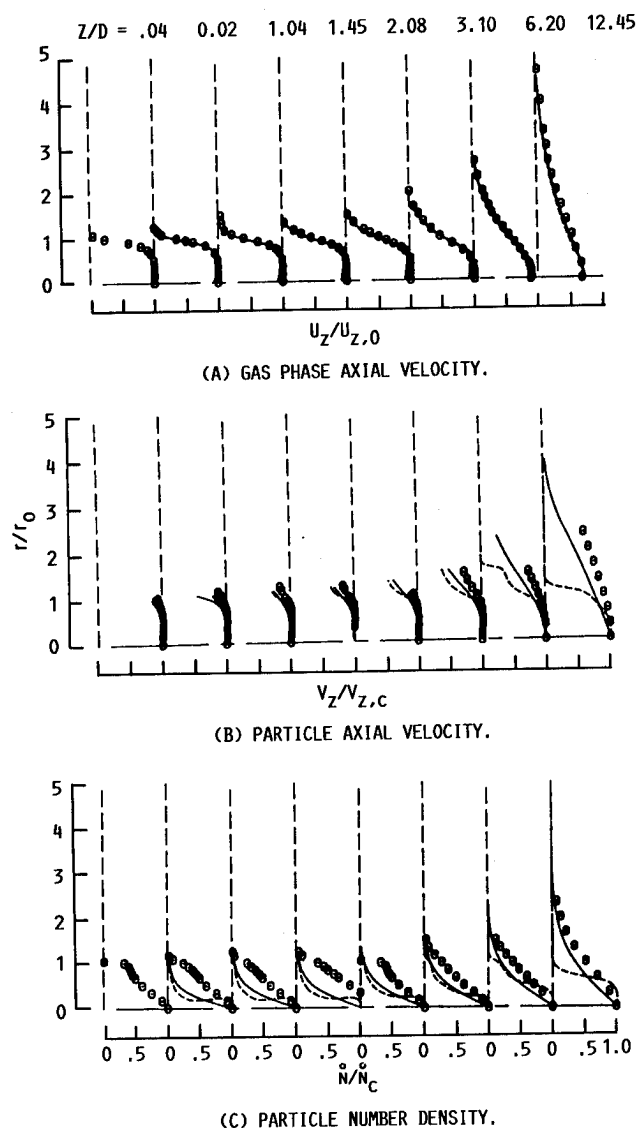 Z/D = .04 0.02 1.04 1.45 2.08 3.10 6.20 12.45
5
4
3
2
1
0
U_Z/U_Z,O
(A) GAS PHASE AXIAL VELOCITY.
5
4
3
2
1
0
r/r_O
V_Z/V_Z,C
(B) PARTICLE AXIAL VELOCITY.
5
4
3
2
1
0
0 .5 0 .5 0 .5 0 .5 0 .5 0 .5 0 .5 0 .5 1.0
N̊/N̊_C
(C) PARTICLE NUMBER DENSITY.